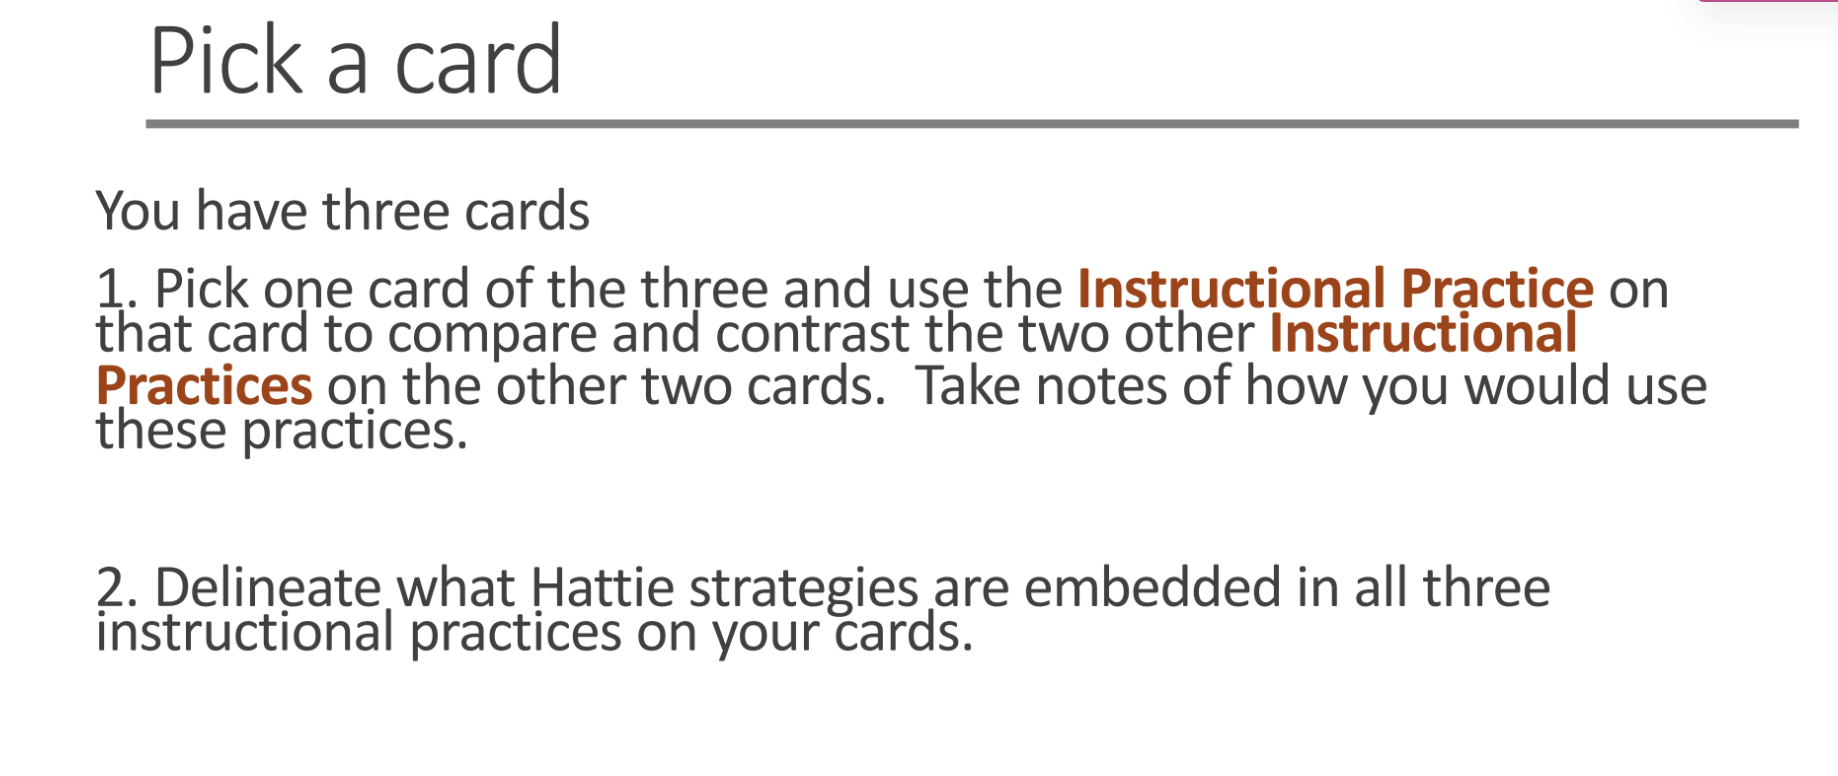 Pick a card
You have three cards
1. Pick one card of the three and use the Instructional Practice on
that card to compare and contrast the two other Instructional
Practices on the other two cards.  Take notes of how you would use
these practices.
2. Delineate what Hattie strategies are embedded in all three
instructional practices on your cards.